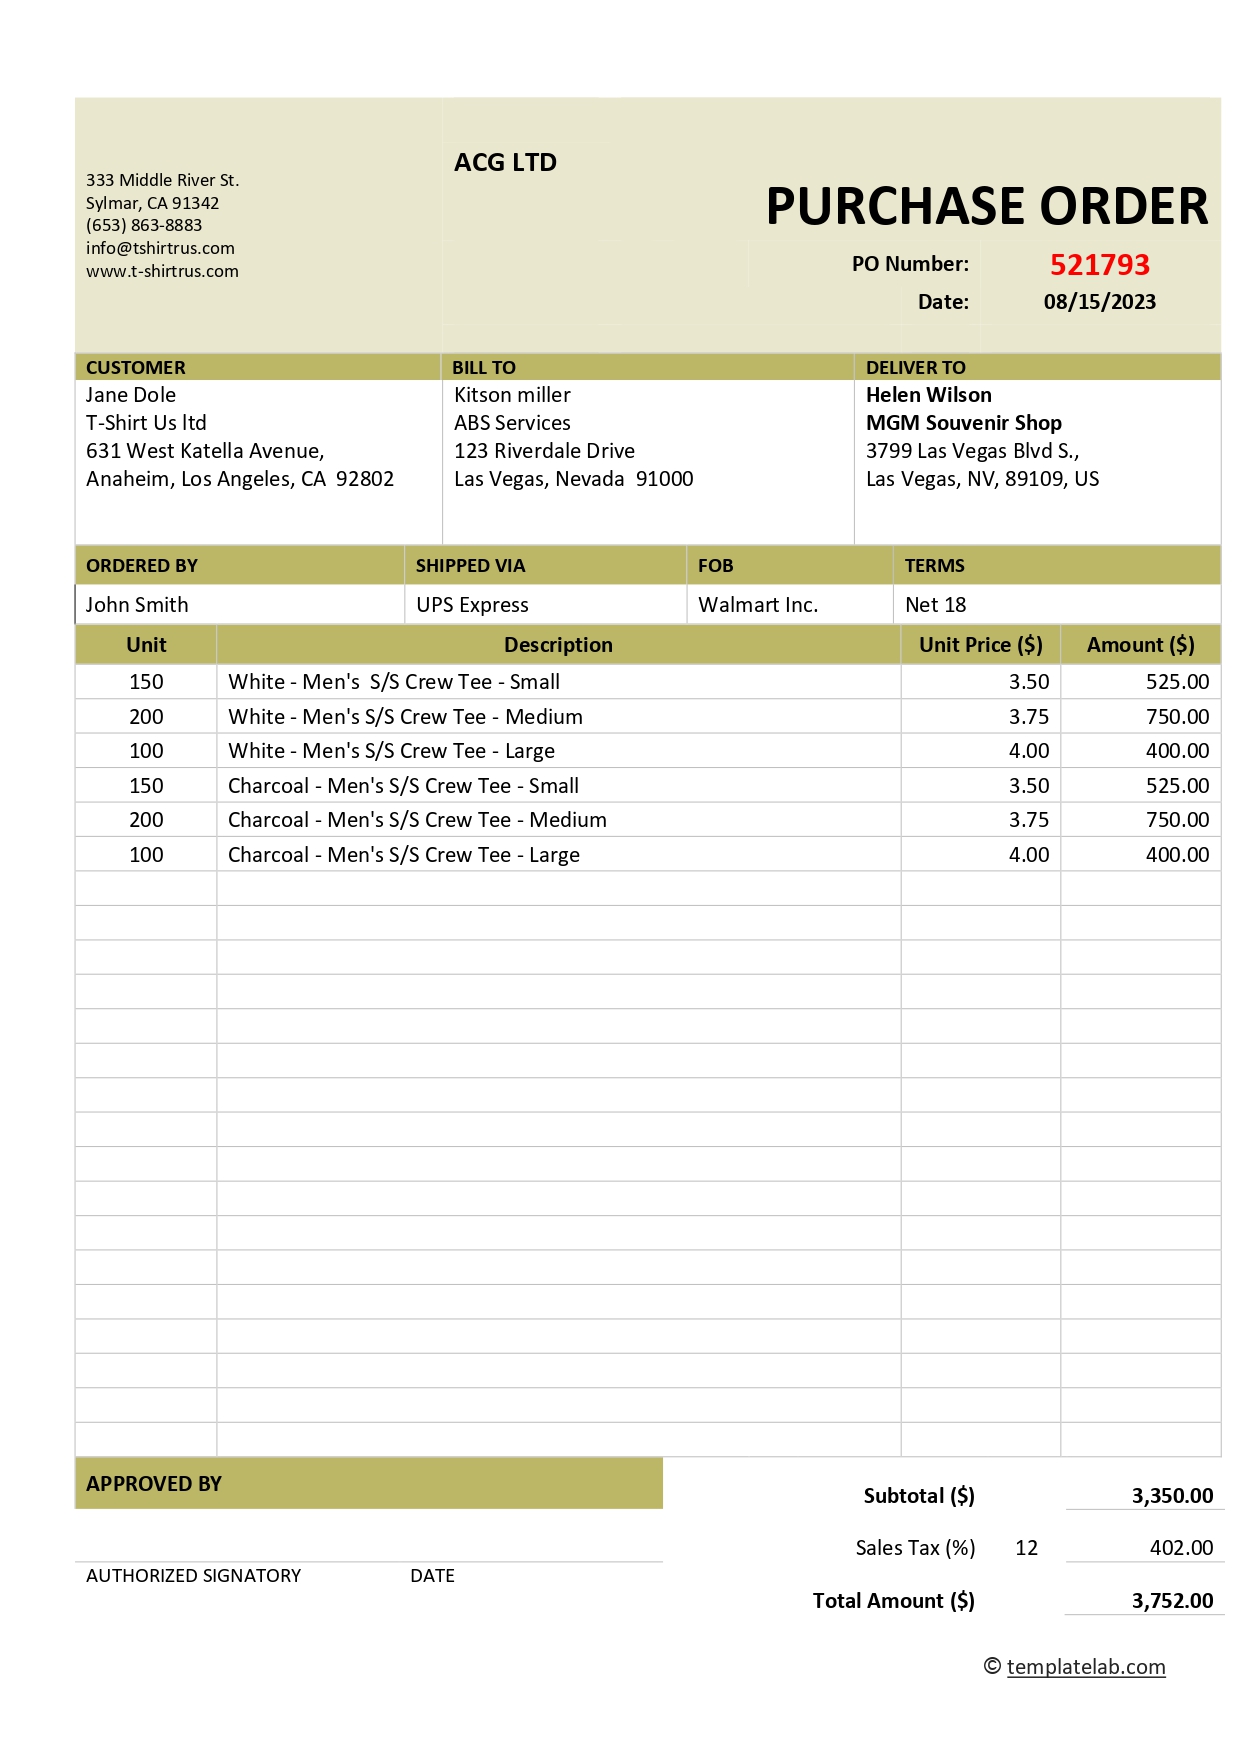 ACG LTD
333 Middle River St.
Sylmar, CA 91342
(653) 863-8883
info@tshirtrus.com
www.t-shirtrus.com
PURCHASE ORDER
PO Number: 521793
Date: 08/15/2023
CUSTOMER BILL TO DELIVER TO
Jane Dole Kitson miller Helen Wilson
T-Shirt Us ltd ABS Services MGM Souvenir Shop
631 West Katella Avenue, 123 Riverdale Drive 3799 Las Vegas Blvd S.,
Anaheim, Los Angeles, CA 92802 Las Vegas, Nevada 91000 Las Vegas, NV, 89109, US
ORDERED BY SHIPPED VIA FOB TERMS
John Smith UPS Express Walmart Inc. Net 18
Unit Description Unit Price ($) Amount ($)
150 White - Men's S/S Crew Tee - Small 3.50 525.00
200 White - Men's S/S Crew Tee - Medium 3.75 750.00
100 White - Men's S/S Crew Tee - Large 4.00 400.00
150 Charcoal - Men's S/S Crew Tee - Small 3.50 525.00
200 Charcoal - Men's S/S Crew Tee - Medium 3.75 750.00
100 Charcoal - Men's S/S Crew Tee - Large 4.00 400.00
APPROVED BY
Subtotal ($) 3,350.00
Sales Tax (%) 12 402.00
AUTHORIZED SIGNATORY DATE
Total Amount ($) 3,752.00
© templatelab.com